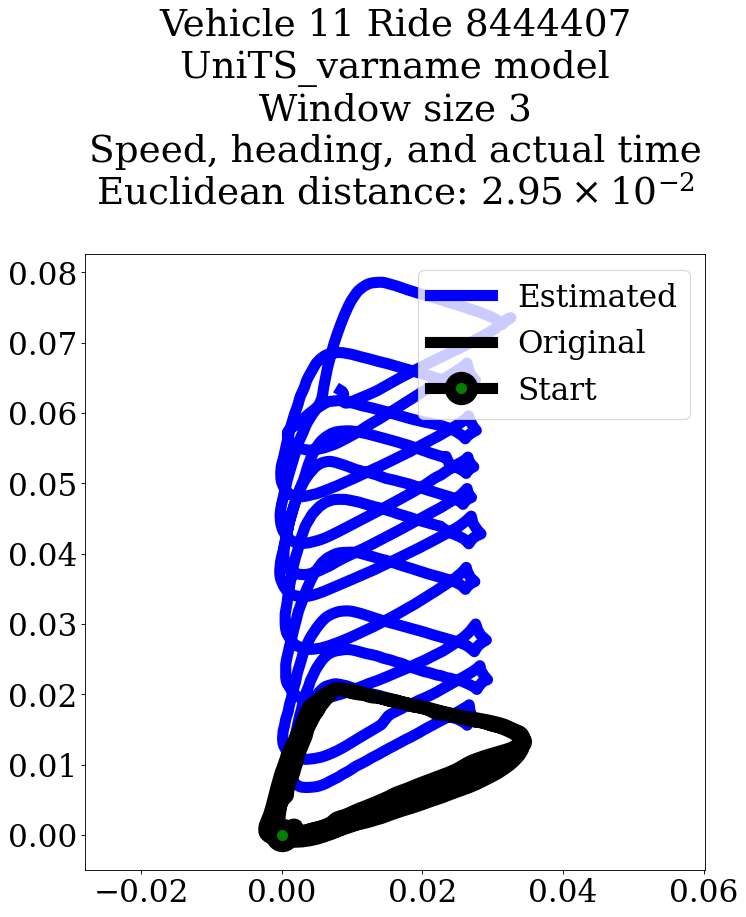 Vehicle 11 Ride 8444407
UniTS_varname model
Window size 3
Speed, heading, and actual time
Euclidean distance: 2.95 × 10⁻²
0.08
0.07
0.06
0.05
0.04
0.03
0.02
0.01
0.00
Estimated
Original
Start
−0.02
0.00
0.02
0.04
0.06